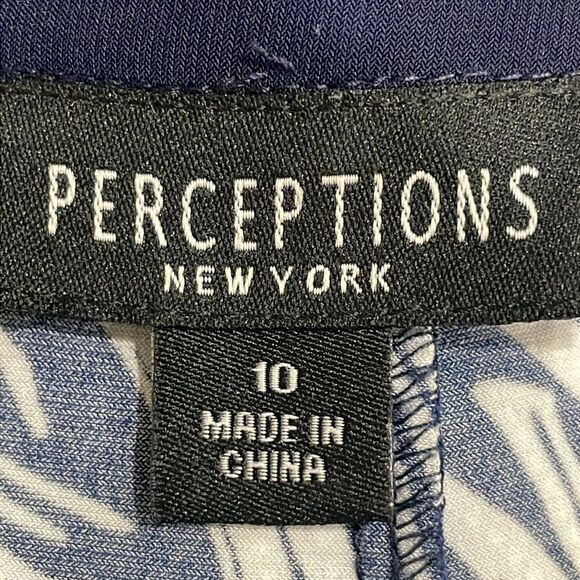 PERCEPTIONS
NEW YORK
10
MADE IN
CHINA